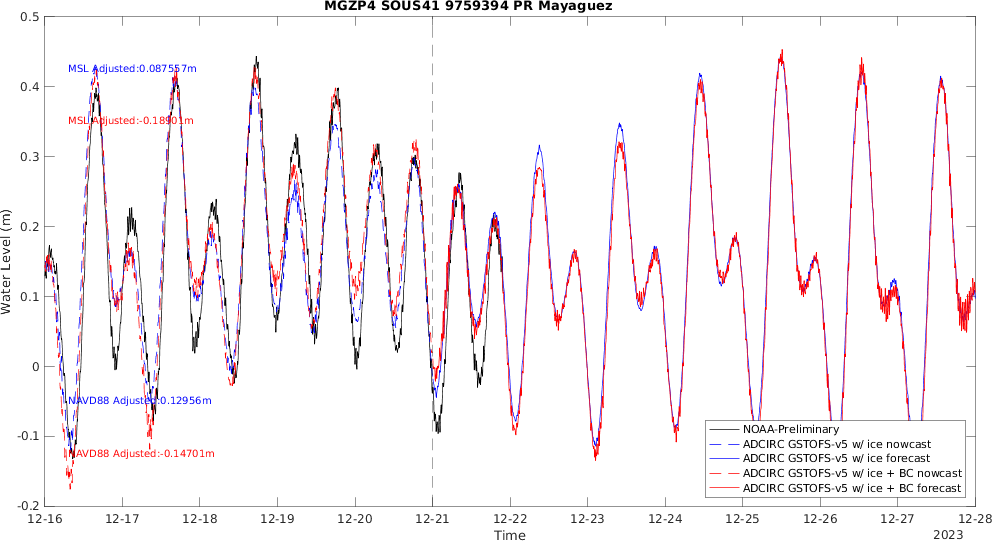 MGZP4 SOUS41 9759394 PR Mayaguez
0.5
0.4
0.3
0.2
0.1
0
-0.1
-0.2
Water Level (m)
MSL Adjusted:0.087557m
MSL Adjusted:-0.18901m
NAVD88 Adjusted:0.12956m
NAVD88 Adjusted:-0.14701m
NOAA-Preliminary
ADCIRC GSTOFS-v5 w/ ice nowcast
ADCIRC GSTOFS-v5 w/ ice forecast
ADCIRC GSTOFS-v5 w/ ice + BC nowcast
ADCIRC GSTOFS-v5 w/ ice + BC forecast
12-16 12-17 12-18 12-19 12-20 12-21 12-22 12-23 12-24 12-25 12-26 12-27 12-28
Time
2023